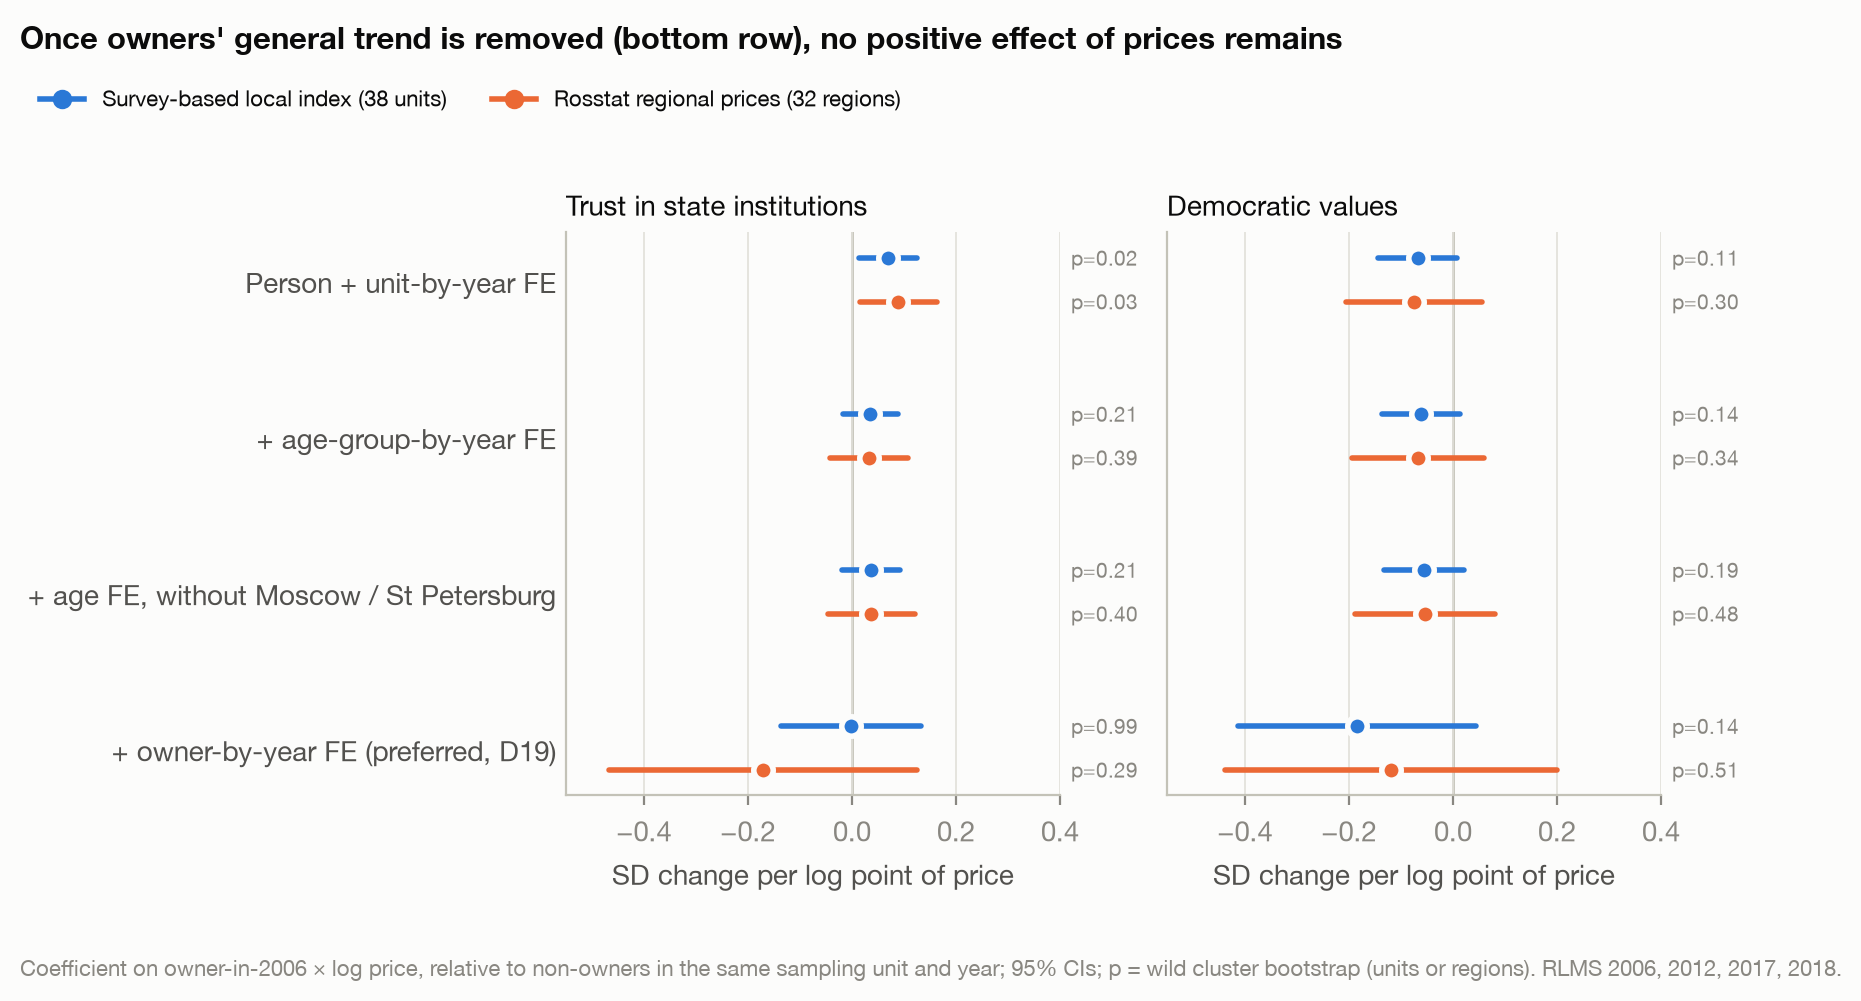 Once owners' general trend is removed (bottom row), no positive effect of prices remains
Survey-based local index (38 units)
Rosstat regional prices (32 regions)
Trust in state institutions
Democratic values
Person + unit-by-year FE
p=0.02
p=0.11
p=0.03
p=0.30
+ age-group-by-year FE
p=0.21
p=0.14
p=0.39
p=0.34
+ age FE, without Moscow / St Petersburg
p=0.21
p=0.19
p=0.40
p=0.48
+ owner-by-year FE (preferred, D19)
p=0.99
p=0.14
p=0.29
p=0.51
−0.4 −0.2 0.0 0.2 0.4
−0.4 −0.2 0.0 0.2 0.4
SD change per log point of price
SD change per log point of price
Coefficient on owner-in-2006 × log price, relative to non-owners in the same sampling unit and year; 95% CIs; p = wild cluster bootstrap (units or regions). RLMS 2006, 2012, 2017, 2018.